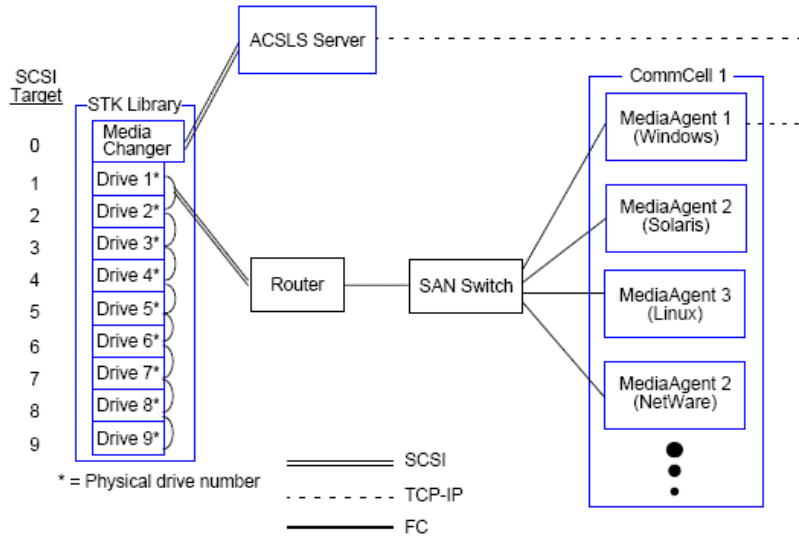 ACSLS Server
SCSI
Target
STK Library
CommCell 1
0
Media
Changer
1
Drive 1*
2
Drive 2*
3
Drive 3*
4
Drive 4*
5
Drive 5*
6
Drive 6*
7
Drive 7*
8
Drive 8*
9
Drive 9*
* = Physical drive number
Router
SAN Switch
MediaAgent 1
(Windows)
MediaAgent 2
(Solaris)
MediaAgent 3
(Linux)
MediaAgent 2
(NetWare)
SCSI
TCP-IP
FC